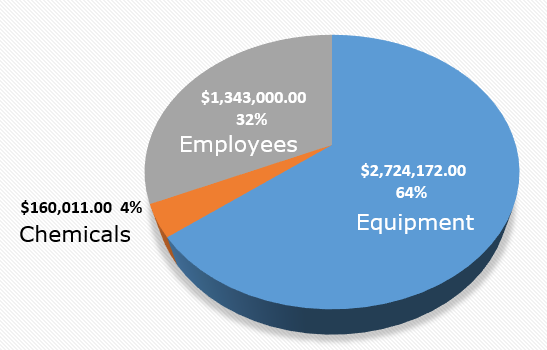 $1,343,000.00
32%
Employees
$2,724,172.00
64%
Equipment
$160,011.00 4%
Chemicals